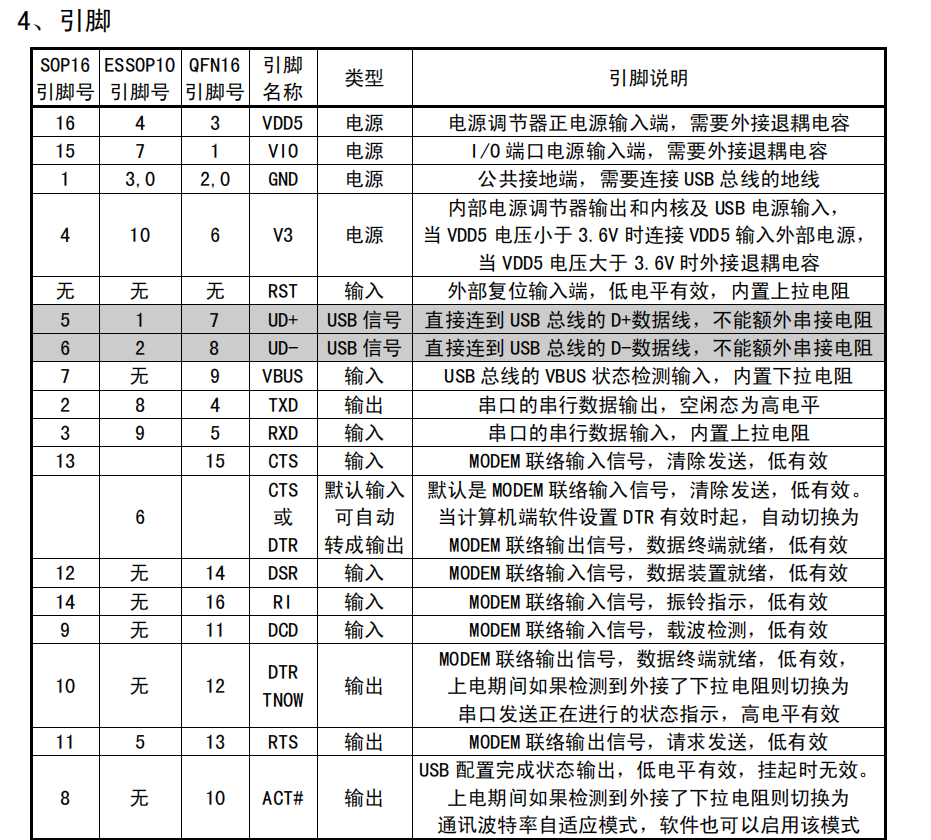 4、引脚
SOP16 ESSOP10 QFN16 引脚 类型 引脚说明
引脚号 引脚号 引脚号 名称
16 4 3 VDD5 电源 电源调节器正电源输入端，需要外接退耦电容
15 7 1 VIO 电源 I/O 端口电源输入端，需要外接退耦电容
1 3,0 2,0 GND 电源 公共接地端，需要连接 USB 总线的地线
内部电源调节器输出和内核及 USB 电源输入，
4 10 6 V3 电源 当 VDD5 电压小于 3.6V 时连接 VDD5 输入外部电源，
当 VDD5 电压大于 3.6V 时外接退耦电容
无 无 无 RST 输入 外部复位输入端，低电平有效，内置上拉电阻
5 1 7 UD+ USB 信号 直接连到 USB 总线的 D+数据线，不能额外串接电阻
6 2 8 UD- USB 信号 直接连到 USB 总线的 D-数据线，不能额外串接电阻
7 无 9 VBUS 输入 USB 总线的 VBUS 状态检测输入，内置下拉电阻
2 8 4 TXD 输出 串口的串行数据输出，空闲态为高电平
3 9 5 RXD 输入 串口的串行数据输入，内置上拉电阻
13 15 CTS 输入 MODEM 联络输入信号，清除发送，低有效
CTS 默认输入 默认是 MODEM 联络输入信号，清除发送，低有效。
6 或 可自动 当计算机端软件设置 DTR 有效时起，自动切换为
DTR 转成输出 MODEM 联络输出信号，数据终端就绪，低有效
12 无 14 DSR 输入 MODEM 联络输入信号，数据装置就绪，低有效
14 无 16 RI 输入 MODEM 联络输入信号，振铃指示，低有效
9 无 11 DCD 输入 MODEM 联络输入信号，载波检测，低有效
MODEM 联络输出信号，数据终端就绪，低有效，
10 无 12 DTR TNOW 输出 上电期间如果检测到外接了下拉电阻则切换为
串口发送正在进行的状态指示，高电平有效
11 5 13 RTS 输出 MODEM 联络输出信号，请求发送，低有效
USB 配置完成状态输出，低电平有效，挂起时无效。
8 无 10 ACT# 输出 上电期间如果检测到外接了下拉电阻则切换为
通讯波特率自适应模式，软件也可以启用该模式